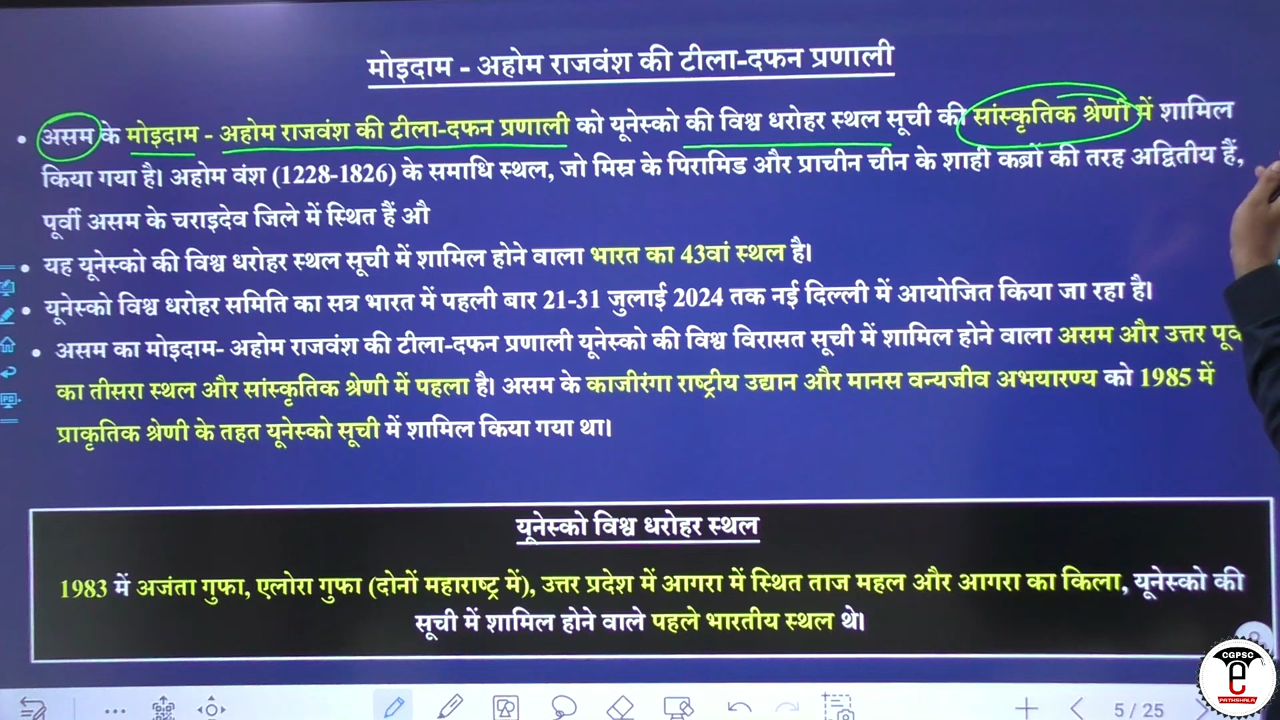 मोइदाम - अहोम राजवंश की टीला-दफन प्रणाली
• असम के मोइदाम - अहोम राजवंश की टीला-दफन प्रणाली को यूनेस्को की विश्व धरोहर स्थल सूची की सांस्कृतिक श्रेणी में शामिल
किया गया है। अहोम वंश (1228-1826) के समाधि स्थल, जो मिस्र के पिरामिड और प्राचीन चीन के शाही कब्रों की तरह अद्वितीय हैं,
पूर्वी असम के चराइदेव जिले में स्थित हैं औ
• यह यूनेस्को की विश्व धरोहर स्थल सूची में शामिल होने वाला भारत का 43वां स्थल है।
• यूनेस्को विश्व धरोहर समिति का सत्र भारत में पहली बार 21-31 जुलाई 2024 तक नई दिल्ली में आयोजित किया जा रहा है।
• असम का मोइदाम- अहोम राजवंश की टीला-दफन प्रणाली यूनेस्को की विश्व विरासत सूची में शामिल होने वाला असम और उत्तर पूर्व
का तीसरा स्थल और सांस्कृतिक श्रेणी में पहला है। असम के काजीरंगा राष्ट्रीय उद्यान और मानस वन्यजीव अभयारण्य को 1985 में
प्राकृतिक श्रेणी के तहत यूनेस्को सूची में शामिल किया गया था।
यूनेस्को विश्व धरोहर स्थल
1983 में अजंता गुफा, एलोरा गुफा (दोनों महाराष्ट्र में), उत्तर प्रदेश में आगरा में स्थित ताज महल और आगरा का किला, यूनेस्को की
सूची में शामिल होने वाले पहले भारतीय स्थल थे।
CGPSC
e
PATHSHALA
5 / 25